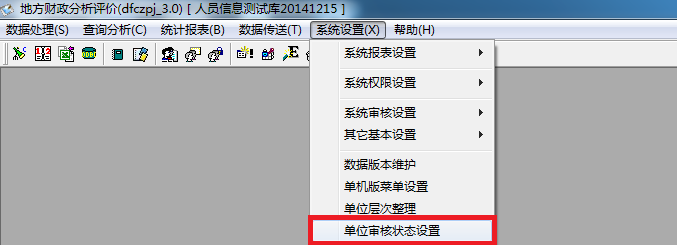 地方财政分析评价(dfczpj_3.0) [ 人员信息测试库20141215 ]
数据处理(S) 查询分析(C) 统计报表(B) 数据传送(T) 系统设置(X) 帮助(H)
系统报表设置
系统权限设置
系统审核设置
其它基本设置
数据版本维护
单机版菜单设置
单位层次整理
单位审核状态设置